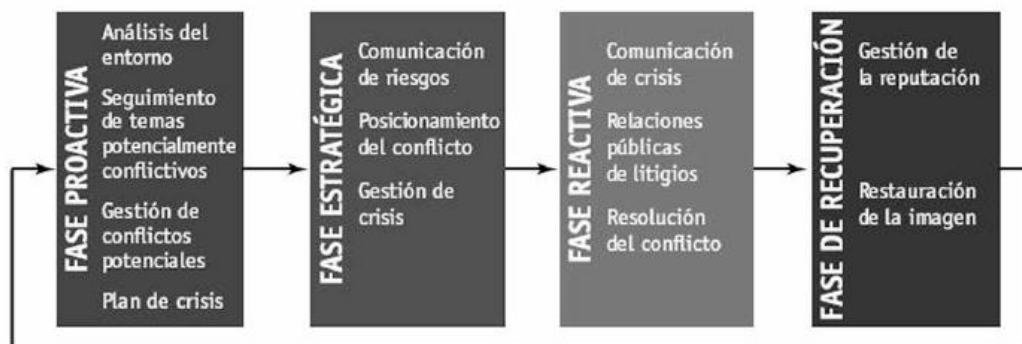 FASE PROACTIVA
Análisis del
entorno
Seguimiento
de temas
potencialmente
conflictivos
Gestión de
conflictos
potenciales
Plan de crisis
FASE ESTRATÉGICA
Comunicación
de riesgos
Posicionamiento
del conflicto
Gestión de
crisis
FASE REACTIVA
Comunicación
de crisis
Relaciones
públicas
de litigios
Resolución
del conflicto
FASE DE RECUPERACIÓN
Gestión de
la reputación
Restauración
de la imagen